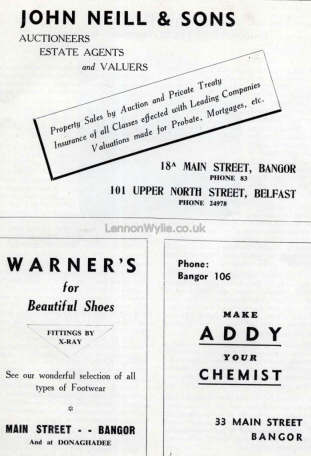 JOHN NEILL & SONS
AUCTIONEERS
ESTATE AGENTS
and VALUERS
Property Sales by Auction and Private Treaty
Insurance of all Classes effected with Leading Companies
Valuations made for Probate, Mortgages, etc.
18A MAIN STREET, BANGOR
PHONE 83
101 UPPER NORTH STREET, BELFAST
PHONE 24978
LennonWylie.co.uk
WARNER'S
for
Beautiful Shoes
FITTINGS BY
X-RAY
See our wonderful selection of all
types of Footwear
MAIN STREET - - BANGOR
And at DONAGHADEE
Phone:
Bangor 106
MAKE
ADDY
YOUR
CHEMIST
33 MAIN STREET
BANGOR